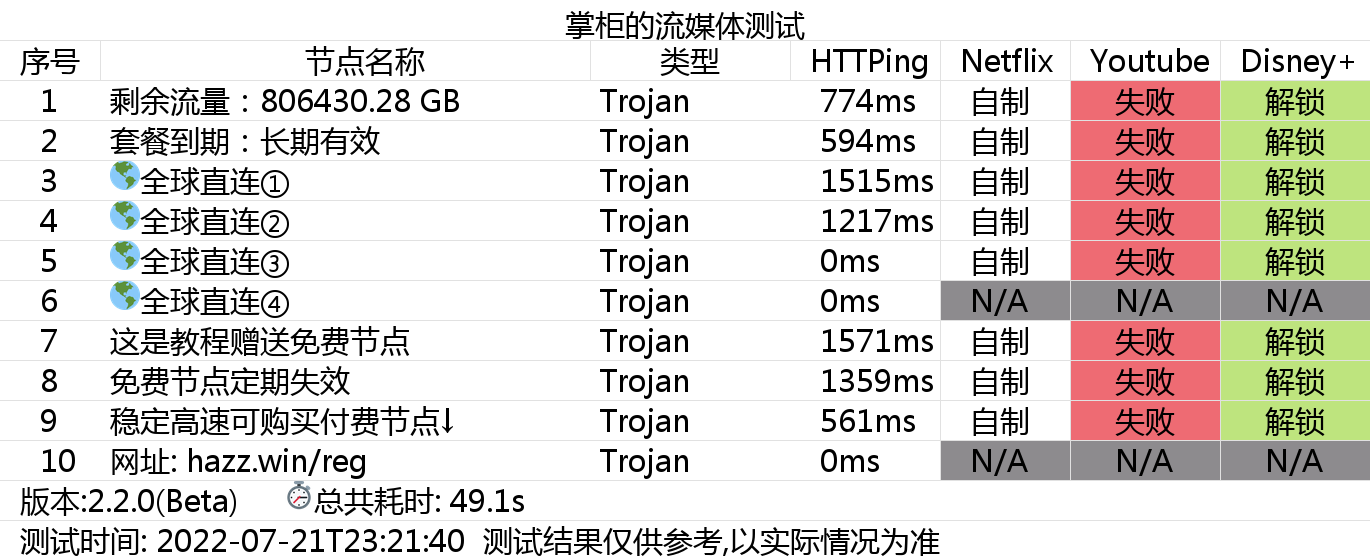 掌柜的流媒体测试
序号 节点名称 类型 HTTPing Netflix Youtube Disney+
1 剩余流量：806430.28 GB Trojan 774ms 自制 失败 解锁
2 套餐到期：长期有效 Trojan 594ms 自制 失败 解锁
3 🌎全球直连① Trojan 1515ms 自制 失败 解锁
4 🌎全球直连② Trojan 1217ms 自制 失败 解锁
5 🌎全球直连③ Trojan 0ms 自制 失败 解锁
6 🌎全球直连④ Trojan 0ms N/A N/A N/A
7 这是教程赠送免费节点 Trojan 1571ms 自制 失败 解锁
8 免费节点定期失效 Trojan 1359ms 自制 失败 解锁
9 稳定高速可购买付费节点↓ Trojan 561ms 自制 失败 解锁
10 网址: hazz.win/reg Trojan 0ms N/A N/A N/A
版本:2.2.0(Beta) ⏱总共耗时: 49.1s
测试时间: 2022-07-21T23:21:40 测试结果仅供参考,以实际情况为准